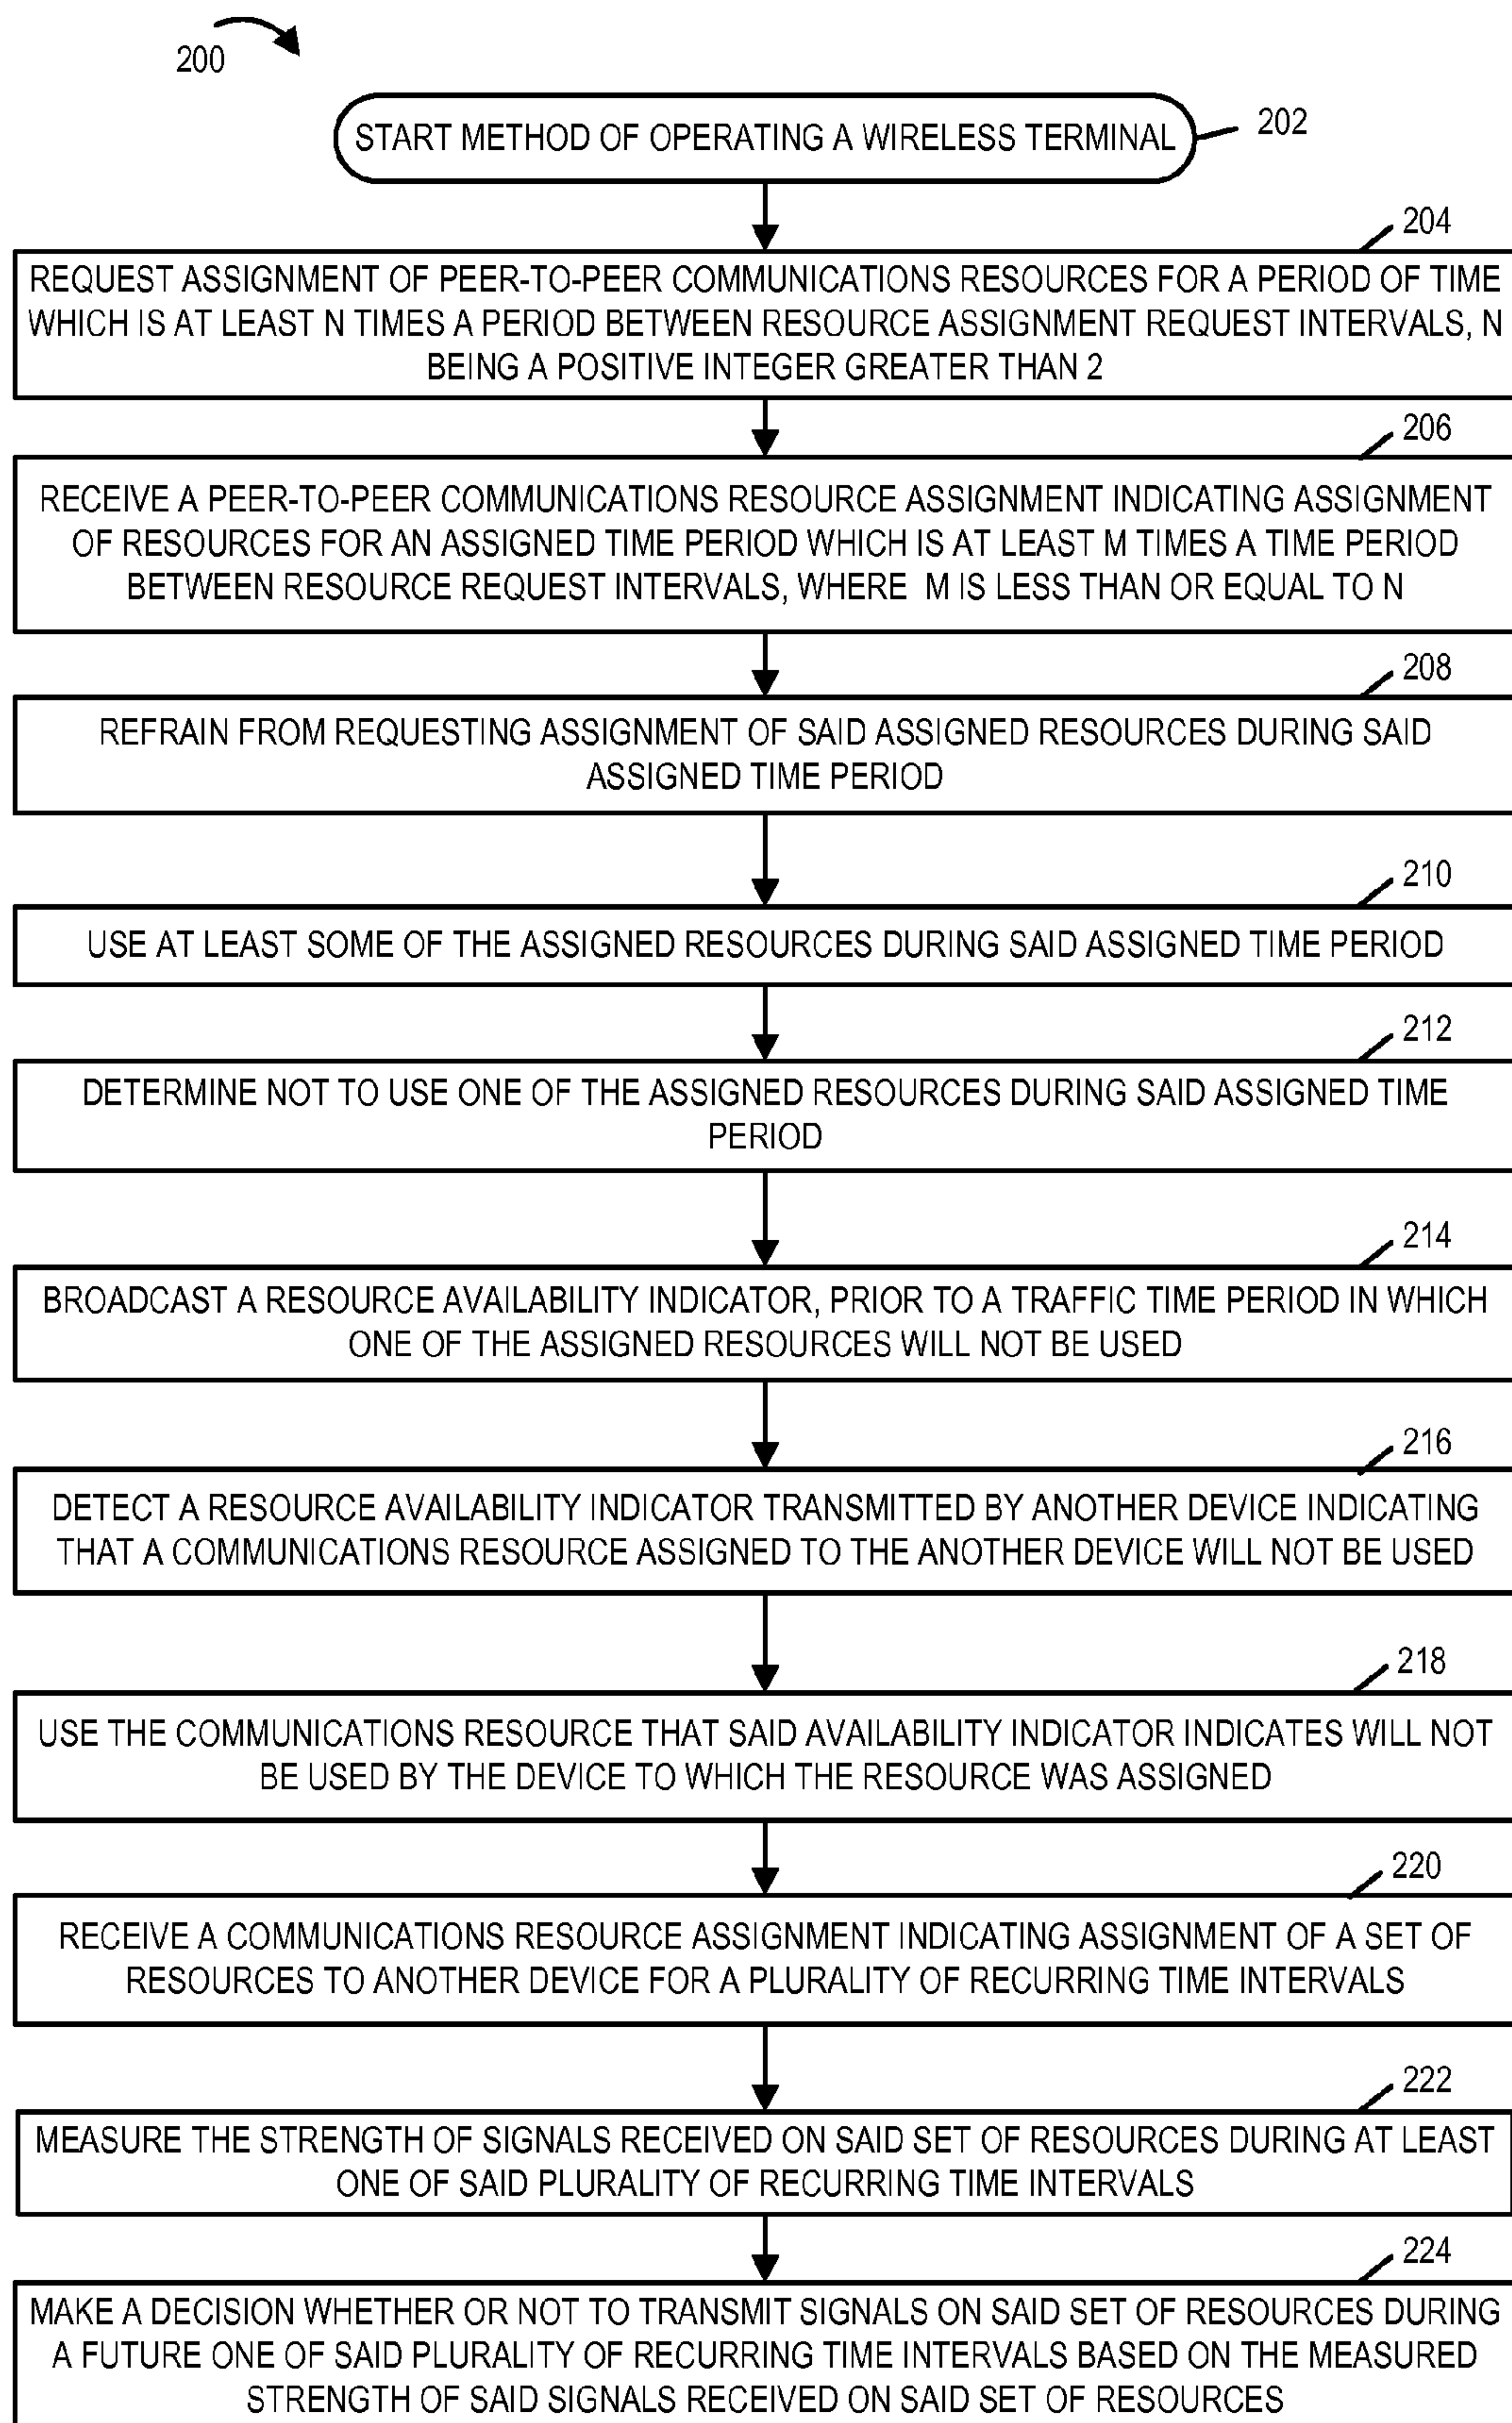 200
START METHOD OF OPERATING A WIRELESS TERMINAL
202
204
REQUEST ASSIGNMENT OF PEER-TO-PEER COMMUNICATIONS RESOURCES FOR A PERIOD OF TIME
WHICH IS AT LEAST N TIMES A PERIOD BETWEEN RESOURCE ASSIGNMENT REQUEST INTERVALS, N
BEING A POSITIVE INTEGER GREATER THAN 2
206
RECEIVE A PEER-TO-PEER COMMUNICATIONS RESOURCE ASSIGNMENT INDICATING ASSIGNMENT
OF RESOURCES FOR AN ASSIGNED TIME PERIOD WHICH IS AT LEAST M TIMES A TIME PERIOD
BETWEEN RESOURCE REQUEST INTERVALS, WHERE M IS LESS THAN OR EQUAL TO N
208
REFRAIN FROM REQUESTING ASSIGNMENT OF SAID ASSIGNED RESOURCES DURING SAID
ASSIGNED TIME PERIOD
210
USE AT LEAST SOME OF THE ASSIGNED RESOURCES DURING SAID ASSIGNED TIME PERIOD
212
DETERMINE NOT TO USE ONE OF THE ASSIGNED RESOURCES DURING SAID ASSIGNED TIME
PERIOD
214
BROADCAST A RESOURCE AVAILABILITY INDICATOR, PRIOR TO A TRAFFIC TIME PERIOD IN WHICH
ONE OF THE ASSIGNED RESOURCES WILL NOT BE USED
216
DETECT A RESOURCE AVAILABILITY INDICATOR TRANSMITTED BY ANOTHER DEVICE INDICATING
THAT A COMMUNICATIONS RESOURCE ASSIGNED TO THE ANOTHER DEVICE WILL NOT BE USED
218
USE THE COMMUNICATIONS RESOURCE THAT SAID AVAILABILITY INDICATOR INDICATES WILL NOT
BE USED BY THE DEVICE TO WHICH THE RESOURCE WAS ASSIGNED
220
RECEIVE A COMMUNICATIONS RESOURCE ASSIGNMENT INDICATING ASSIGNMENT OF A SET OF
RESOURCES TO ANOTHER DEVICE FOR A PLURALITY OF RECURRING TIME INTERVALS
222
MEASURE THE STRENGTH OF SIGNALS RECEIVED ON SAID SET OF RESOURCES DURING AT LEAST
ONE OF SAID PLURALITY OF RECURRING TIME INTERVALS
224
MAKE A DECISION WHETHER OR NOT TO TRANSMIT SIGNALS ON SAID SET OF RESOURCES DURING
A FUTURE ONE OF SAID PLURALITY OF RECURRING TIME INTERVALS BASED ON THE MEASURED
STRENGTH OF SAID SIGNALS RECEIVED ON SAID SET OF RESOURCES